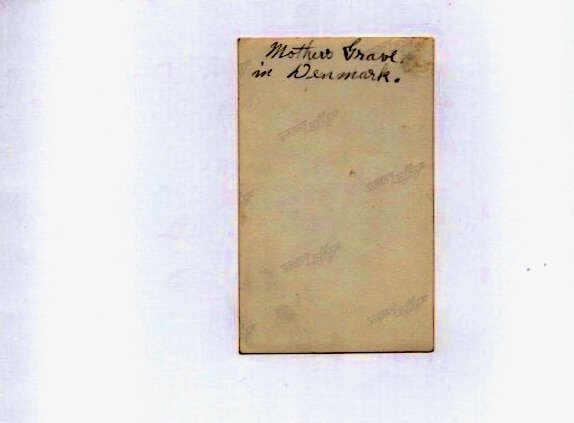 Mothers Grave.
in Denmark.